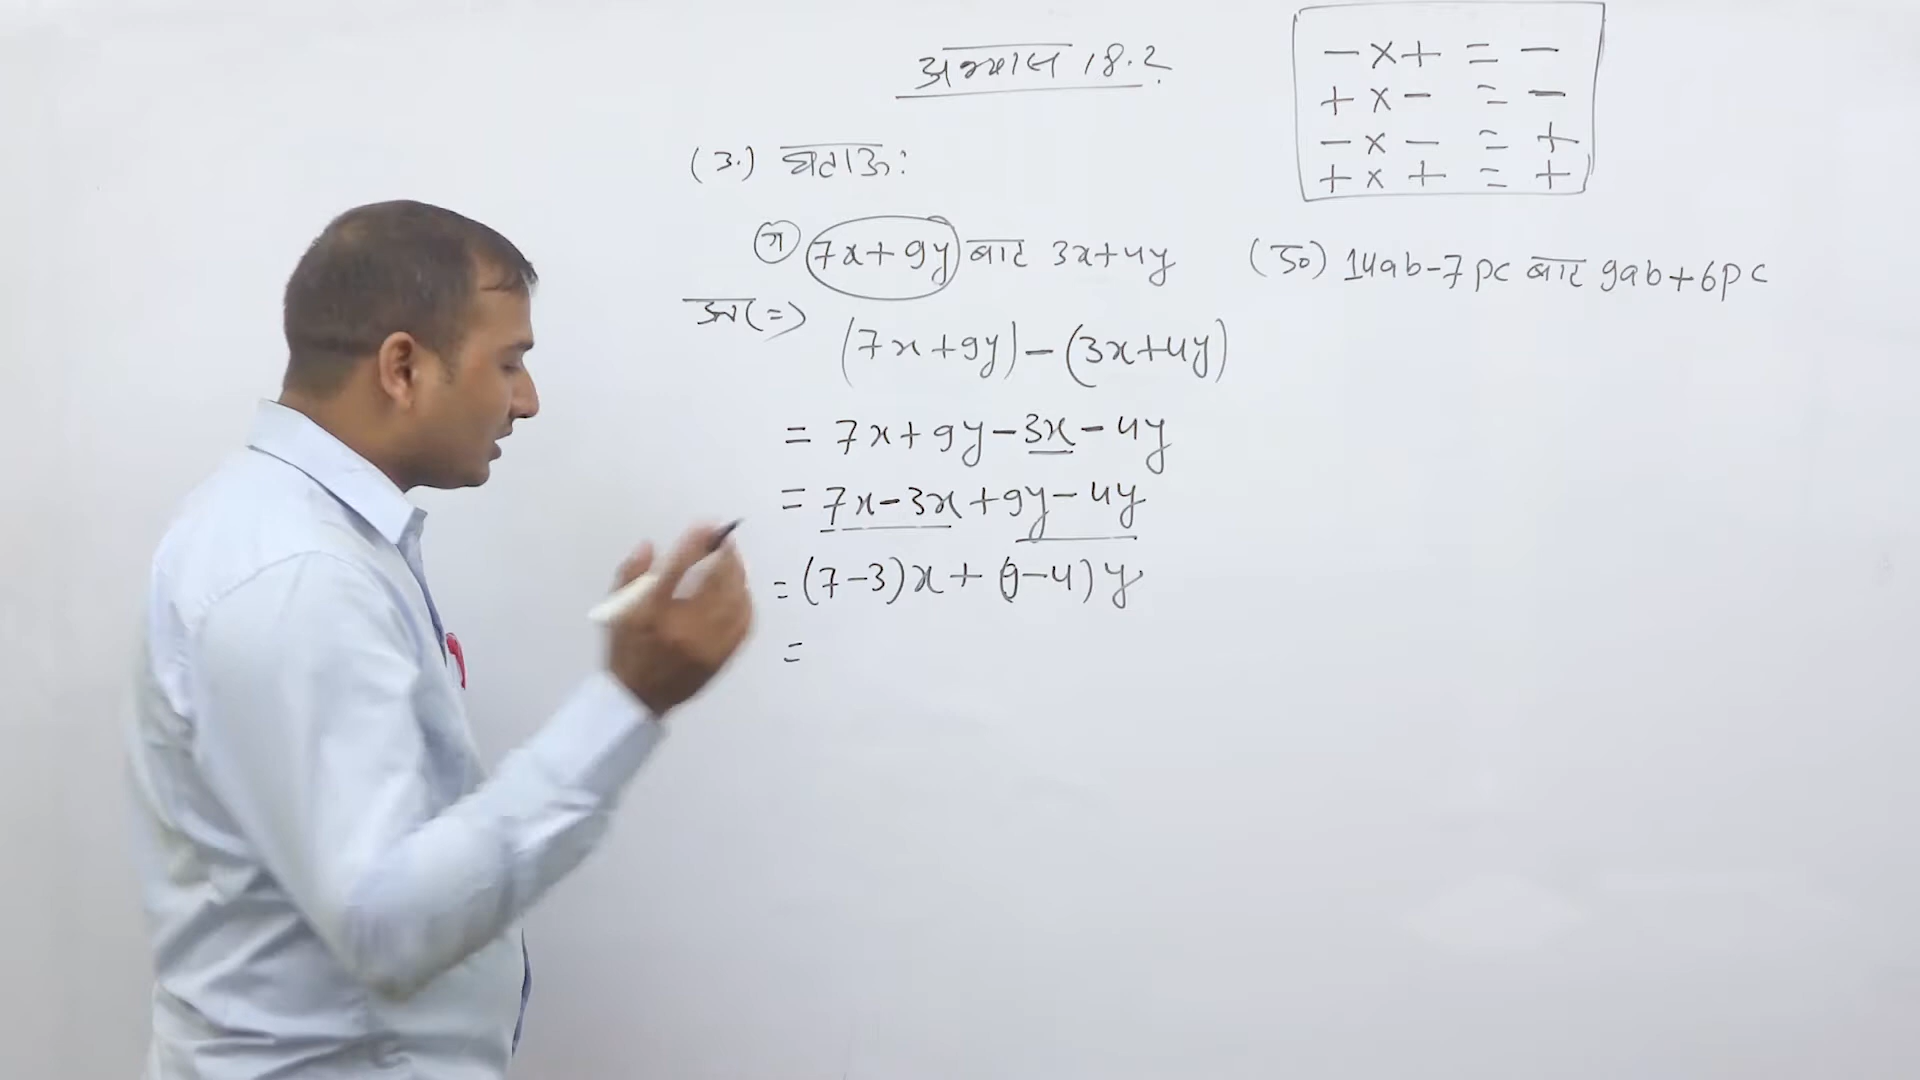 अभ्यास 18.2
(3.) घटाऊ:
ग 7x+9y बाट 3x+4y
उत्तर(=)
(7x+9y)-(3x+4y)
= 7x+9y-3x-4y
= 7x-3x+9y-4y
= (7-3)x+(9-4)y
=
-×+ = -
+×- = -
-×- = +
+×+ = +
(ङ) 14ab-7pc बाट 9ab+6pc